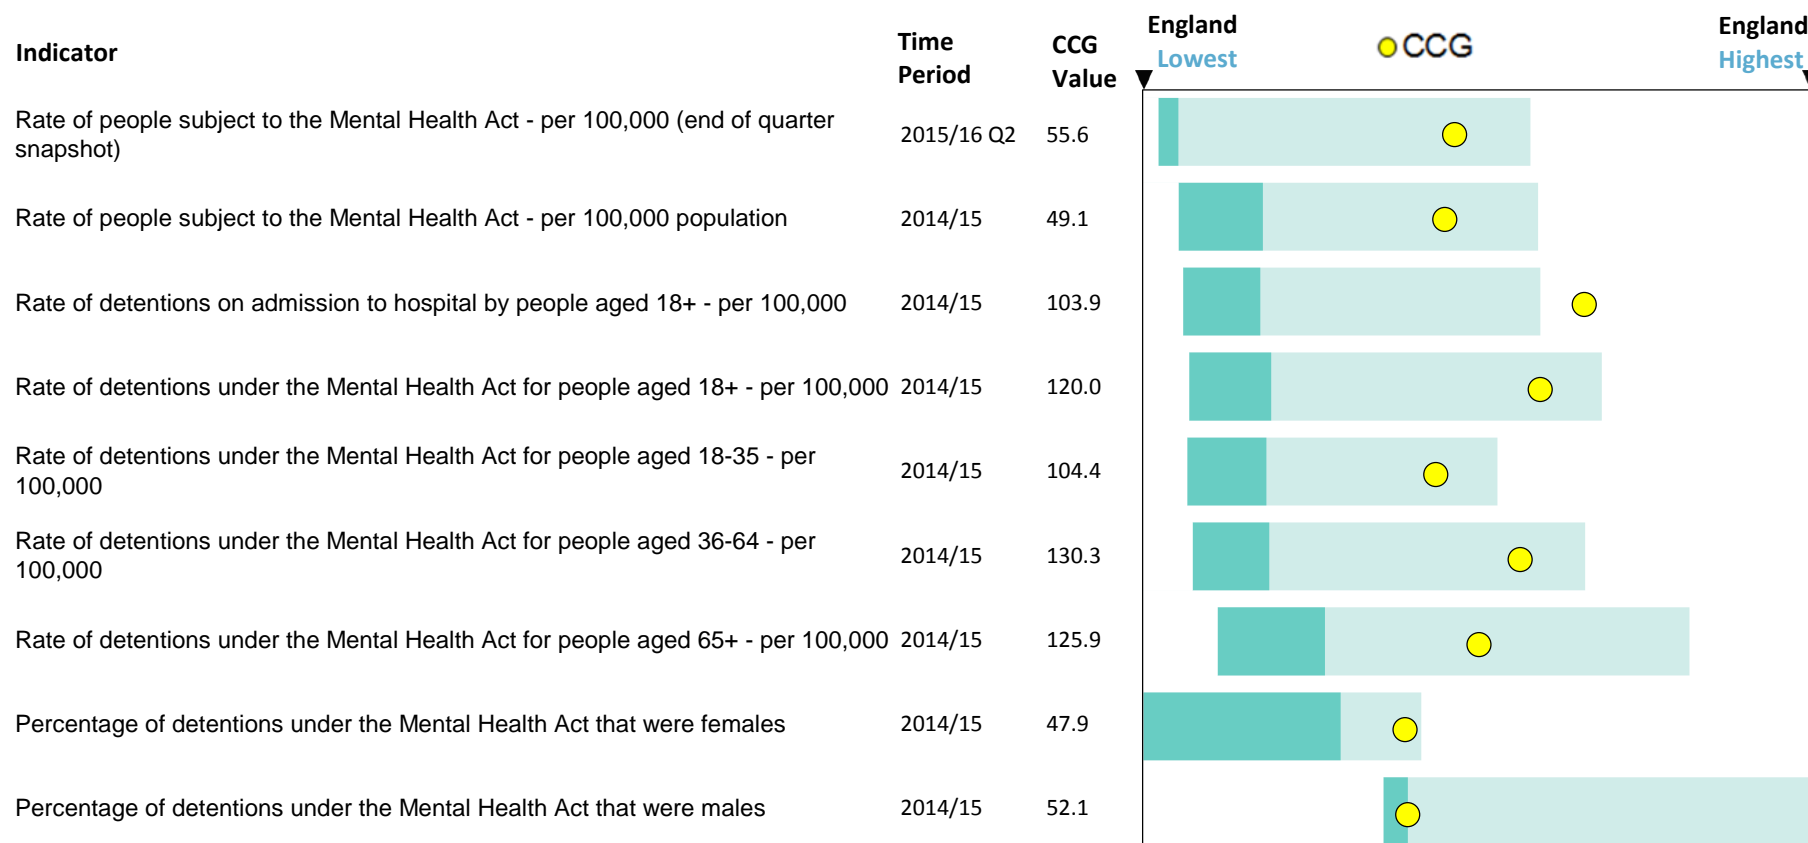 Indicator
Time
Period
CCG
Value
England
Lowest
CCG
England
Highest
Rate of people subject to the Mental Health Act - per 100,000 (end of quarter
snapshot)
2015/16 Q2
55.6
Rate of people subject to the Mental Health Act - per 100,000 population
2014/15
49.1
Rate of detentions on admission to hospital by people aged 18+ - per 100,000
2014/15
103.9
Rate of detentions under the Mental Health Act for people aged 18+ - per 100,000
2014/15
120.0
Rate of detentions under the Mental Health Act for people aged 18-35 - per
100,000
2014/15
104.4
Rate of detentions under the Mental Health Act for people aged 36-64 - per
100,000
2014/15
130.3
Rate of detentions under the Mental Health Act for people aged 65+ - per 100,000
2014/15
125.9
Percentage of detentions under the Mental Health Act that were females
2014/15
47.9
Percentage of detentions under the Mental Health Act that were males
2014/15
52.1